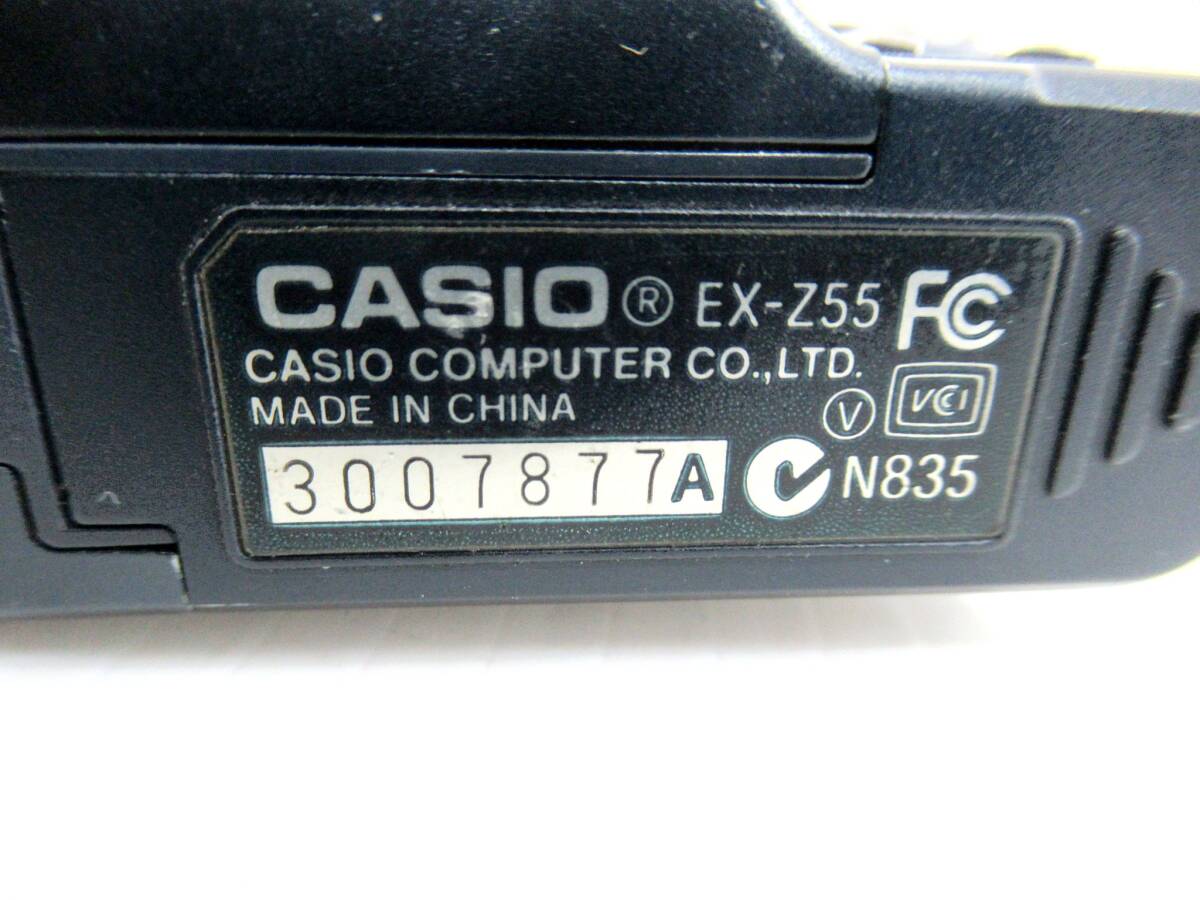 CASIO® EX-Z55 FC
CASIO COMPUTER CO.,LTD.
MADE IN CHINA V VCI
3007877A N835